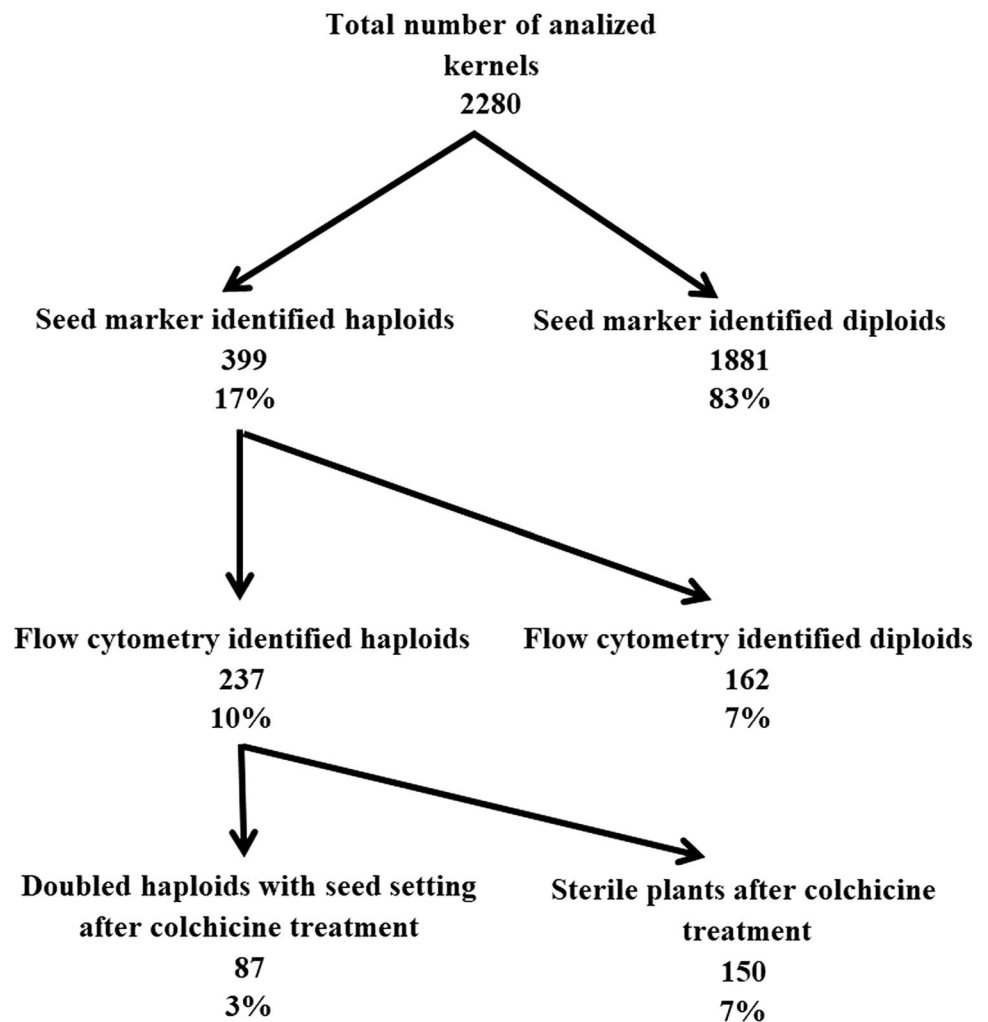 Total number of analized
kernels
2280
Seed marker identified haploids
399
17%
Seed marker identified diploids
1881
83%
Flow cytometry identified haploids
237
10%
Flow cytometry identified diploids
162
7%
Doubled haploids with seed setting
after colchicine treatment
87
3%
Sterile plants after colchicine
treatment
150
7%